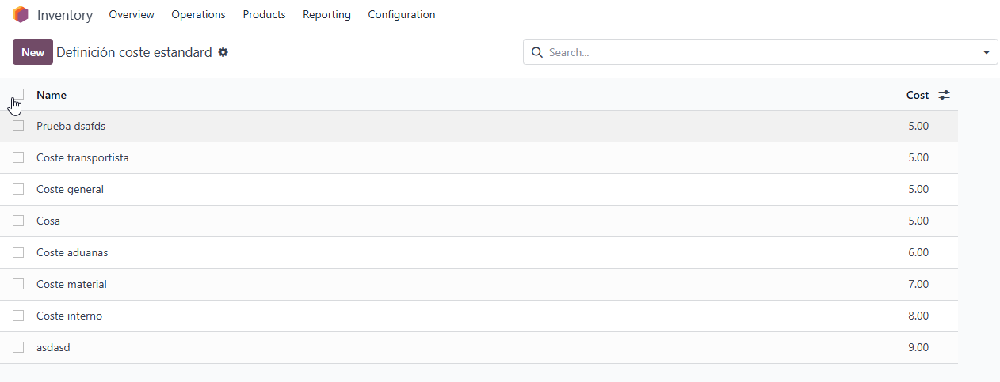 Inventory Overview Operations Products Reporting Configuration
New Definición coste estandard Search...
Name Cost
Prueba dsafds 5.00
Coste transportista 5.00
Coste general 5.00
Cosa 5.00
Coste aduanas 6.00
Coste material 7.00
Coste interno 8.00
asdasd 9.00